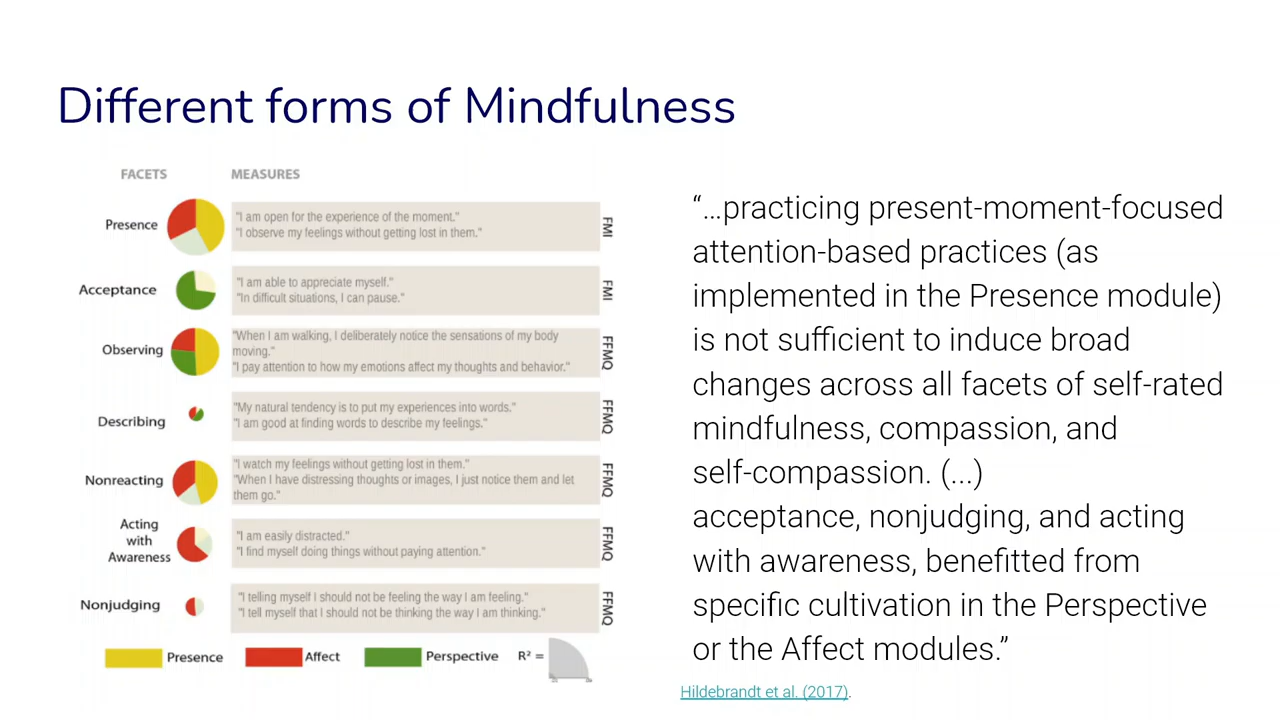 Different forms of Mindfulness
FACETS
MEASURES
Presence
"I am open for the experience of the moment."
"I observe my feelings without getting lost in them."
FMI
Acceptance
"I am able to appreciate myself."
"In difficult situations, I can pause."
FMI
Observing
"When I am walking, I deliberately notice the sensations of my body
moving."
"I pay attention to how my emotions affect my thoughts and behavior."
FFMQ
Describing
"My natural tendency is to put my experiences into words."
"I am good at finding words to describe my feelings."
FFMQ
Nonreacting
"I watch my feelings without getting lost in them."
"When I have distressing thoughts or images, I just notice them and let
them go."
FFMQ
Acting
with
Awareness
"I am easily distracted."
"I find myself doing things without paying attention."
FFMQ
Nonjudging
"I telling myself I should not be feeling the way I am feeling."
"I tell myself that I should not be thinking the way I am thinking."
FFMQ
Presence
Affect
Perspective
R² =
“…practicing present-moment-focused
attention-based practices (as
implemented in the Presence module)
is not sufficient to induce broad
changes across all facets of self-rated
mindfulness, compassion, and
self-compassion. (...)
acceptance, nonjudging, and acting
with awareness, benefitted from
specific cultivation in the Perspective
or the Affect modules.”
Hildebrandt et al. (2017).